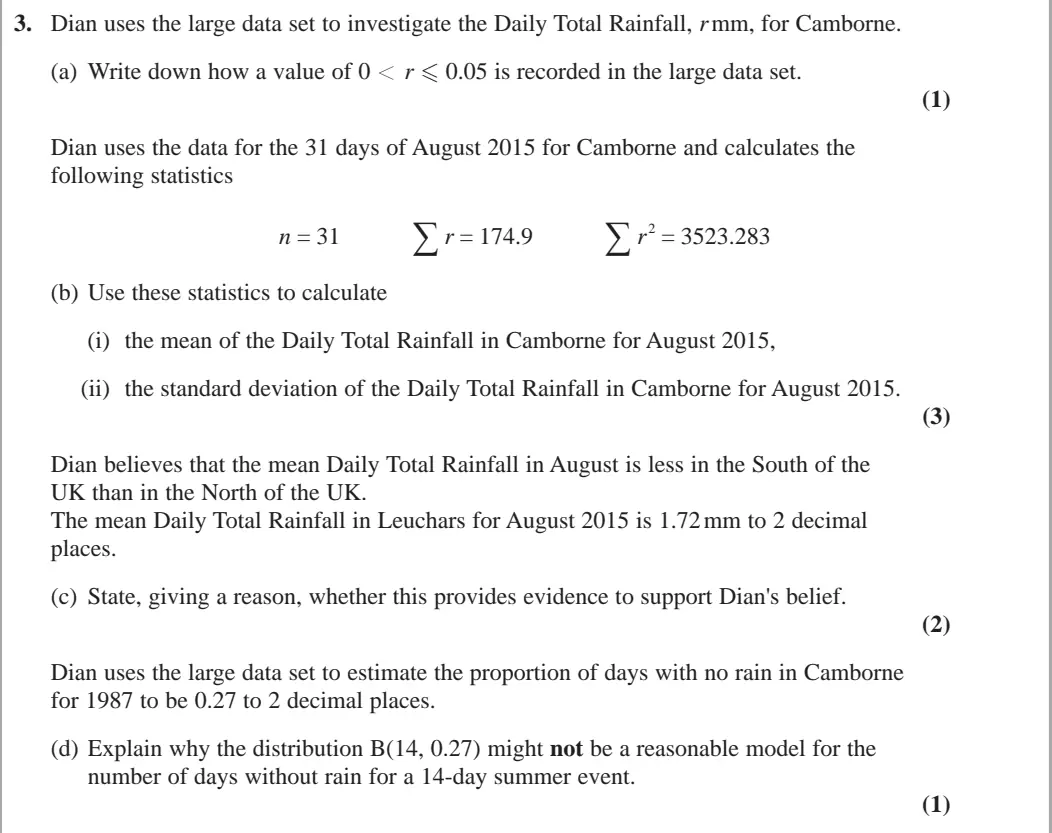 3. Dian uses the large data set to investigate the Daily Total Rainfall, r mm, for Camborne.
(a) Write down how a value of 0 < r ⩽ 0.05 is recorded in the large data set.
(1)
Dian uses the data for the 31 days of August 2015 for Camborne and calculates the
following statistics
n = 31 ∑ r = 174.9 ∑ r² = 3523.283
(b) Use these statistics to calculate
(i) the mean of the Daily Total Rainfall in Camborne for August 2015,
(ii) the standard deviation of the Daily Total Rainfall in Camborne for August 2015.
(3)
Dian believes that the mean Daily Total Rainfall in August is less in the South of the
UK than in the North of the UK.
The mean Daily Total Rainfall in Leuchars for August 2015 is 1.72 mm to 2 decimal
places.
(c) State, giving a reason, whether this provides evidence to support Dian's belief.
(2)
Dian uses the large data set to estimate the proportion of days with no rain in Camborne
for 1987 to be 0.27 to 2 decimal places.
(d) Explain why the distribution B(14, 0.27) might not be a reasonable model for the
number of days without rain for a 14-day summer event.
(1)